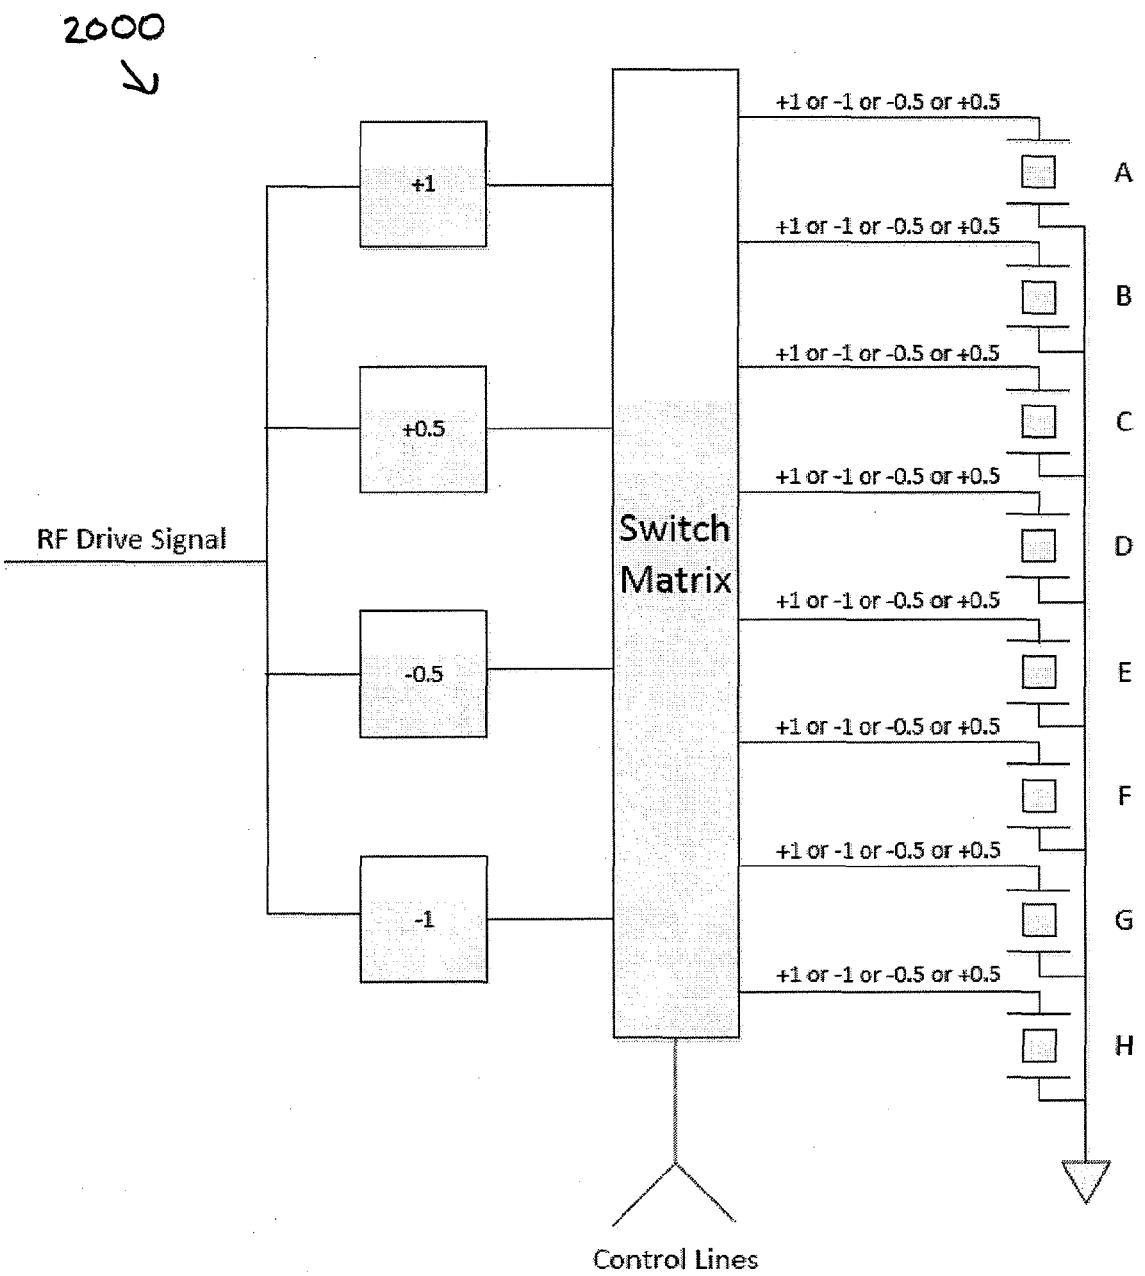 2000
+1 or -1 or -0.5 or +0.5
+1
A
+1 or -1 or -0.5 or +0.5
B
+1 or -1 or -0.5 or +0.5
+0.5
C
+1 or -1 or -0.5 or +0.5
RF Drive Signal
Switch
Matrix
D
+1 or -1 or -0.5 or +0.5
-0.5
E
+1 or -1 or -0.5 or +0.5
F
+1 or -1 or -0.5 or +0.5
-1
G
+1 or -1 or -0.5 or +0.5
H
Control Lines